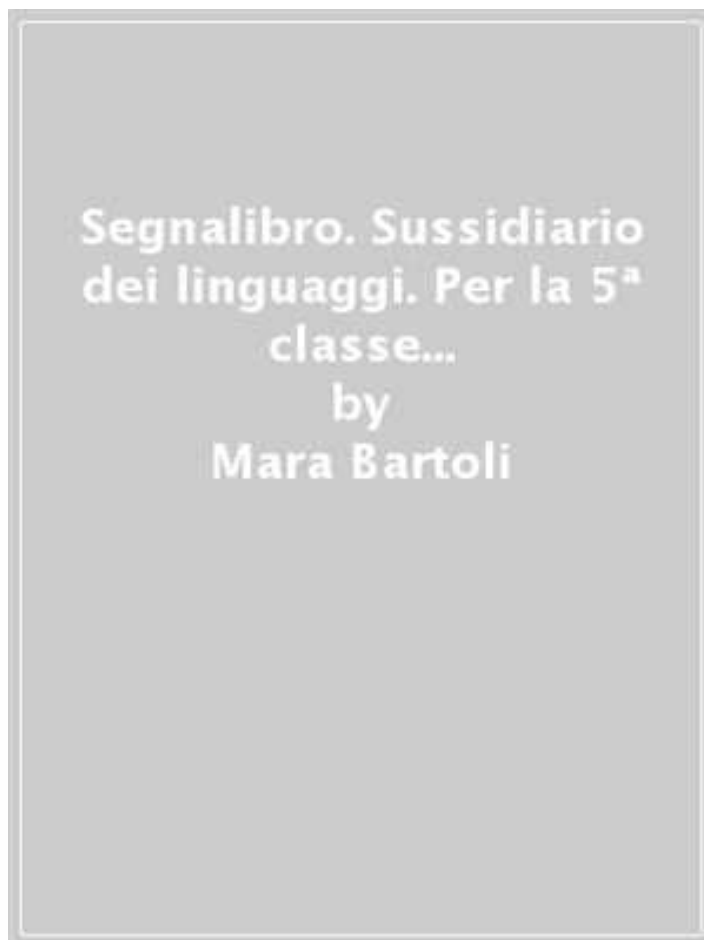 Segnalibro. Sussidiario
dei linguaggi. Per la 5ª
classe...
by
Mara Bartoli